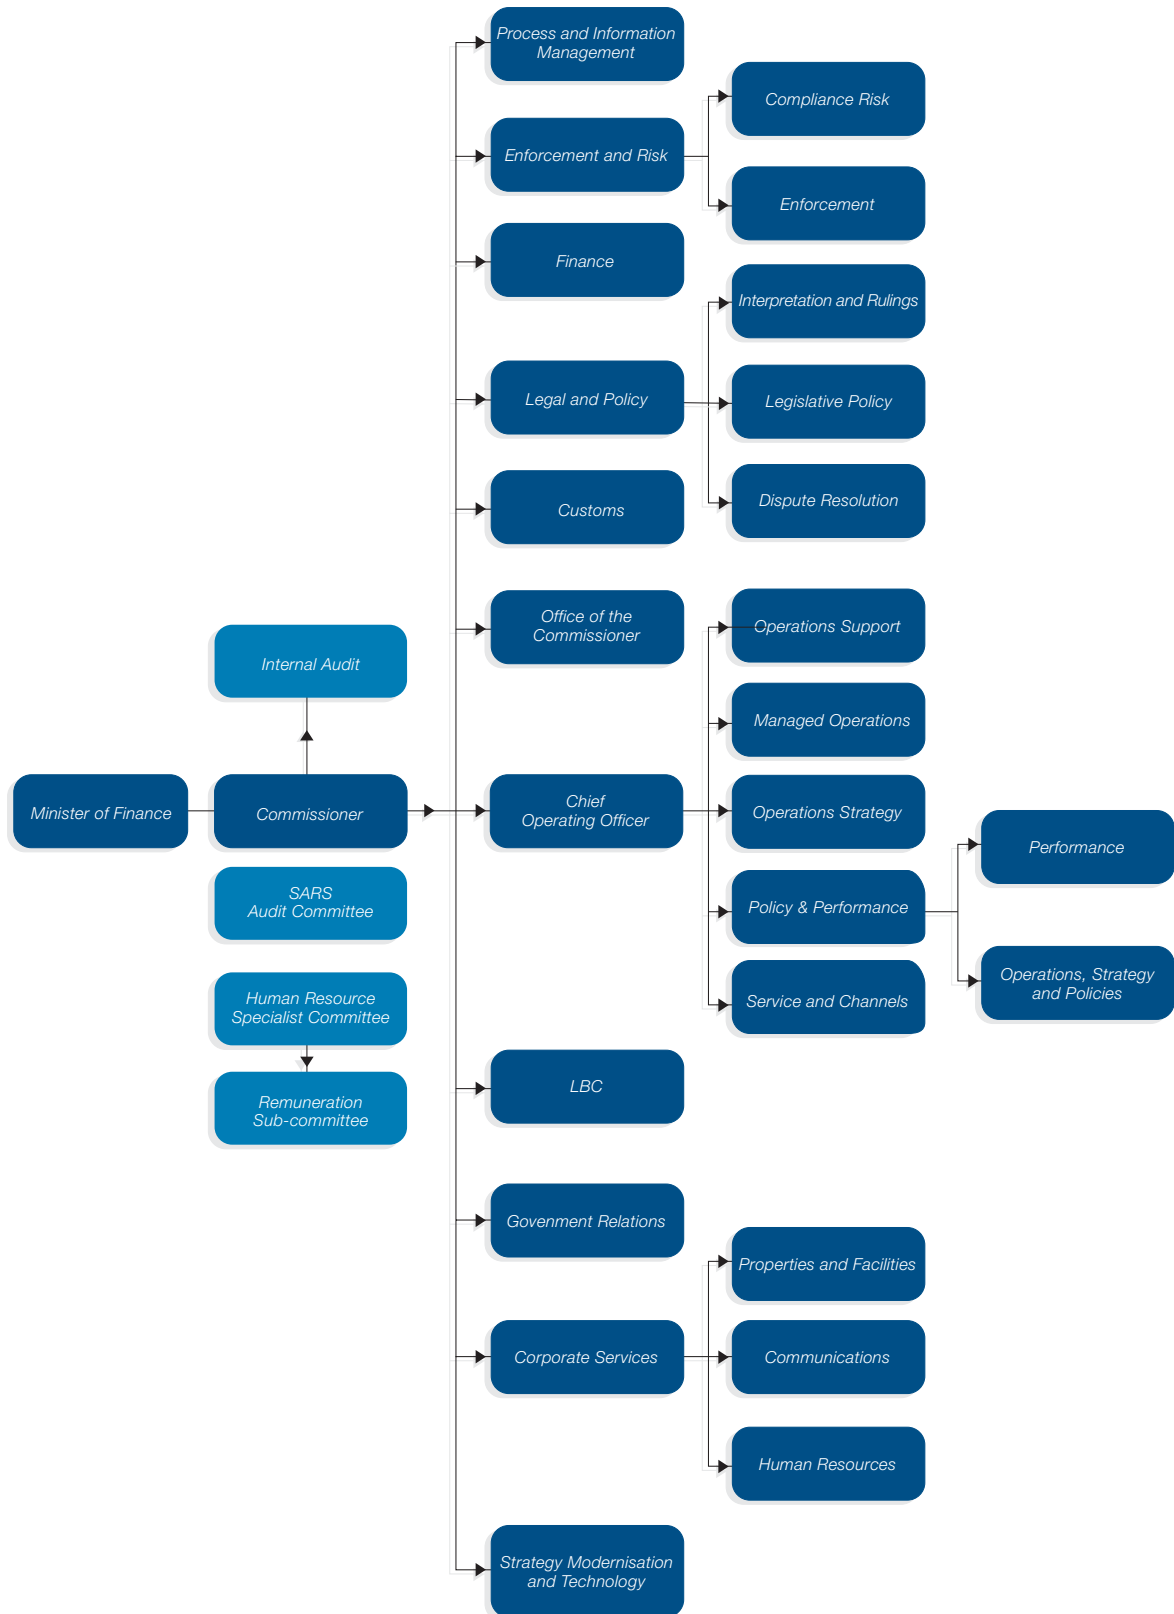 Process and Information
Management
Compliance Risk
Enforcement and Risk
Enforcement
Finance
Interpretation and Rulings
Legal and Policy
Legislative Policy
Dispute Resolution
Customs
Office of the
Commissioner
Operations Support
Internal Audit
Managed Operations
Minister of Finance
Commissioner
Chief
Operating Officer
Operations Strategy
Performance
SARS
Audit Committee
Policy & Performance
Human Resource
Specialist Committee
Service and Channels
Operations, Strategy
and Policies
LBC
Remuneration
Sub-committee
Govenment Relations
Properties and Facilities
Corporate Services
Communications
Human Resources
Strategy Modernisation
and Technology